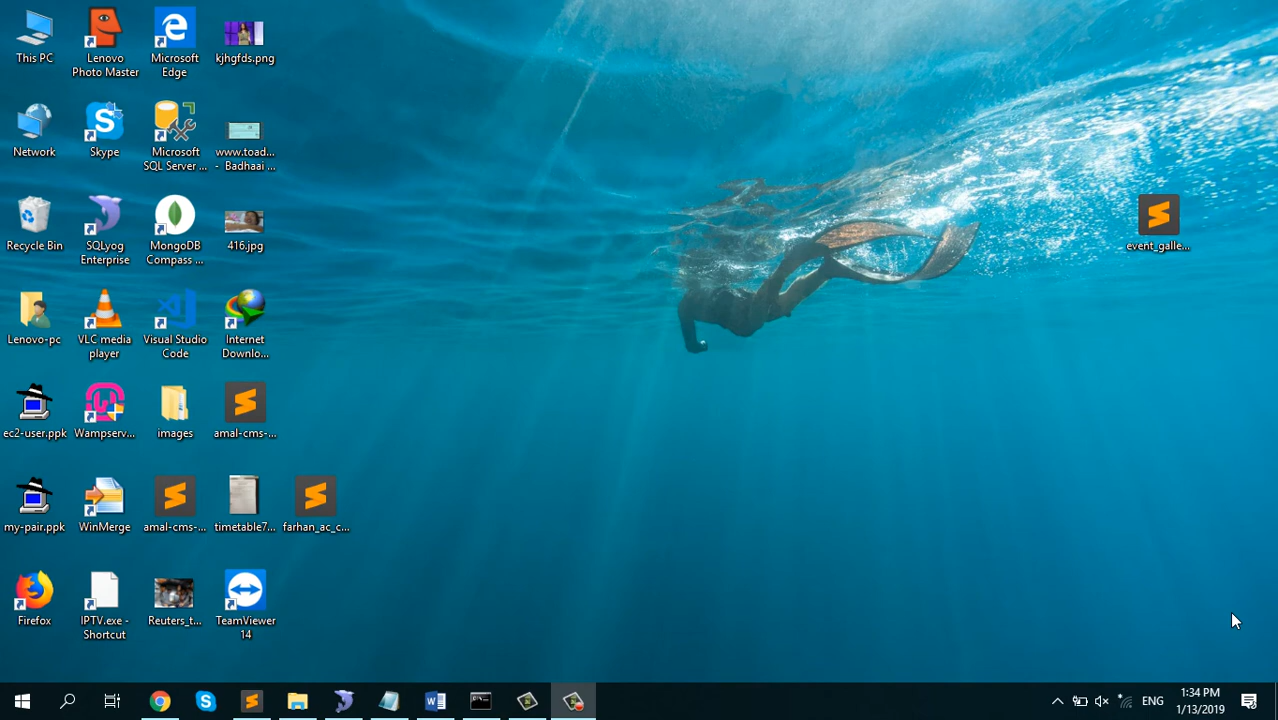 This PC
Lenovo
Photo Master
Microsoft
Edge
kjhgfds.png
Network
Skype
Microsoft
SQL Server ...
www.toad...
- Badhaai ...
Recycle Bin
SQLyog
Enterprise
MongoDB
Compass ...
416.jpg
event_galle...
Lenovo-pc
VLC media
player
Visual Studio
Code
Internet
Downlo...
ec2-user.ppk
Wampserv...
images
amal-cms-...
my-pair.ppk
WinMerge
amal-cms-...
timetable7...
farhan_ac_c...
Firefox
IPTV.exe -
Shortcut
Reuters_t...
TeamViewer
14
ENG
1:34 PM
1/13/2019